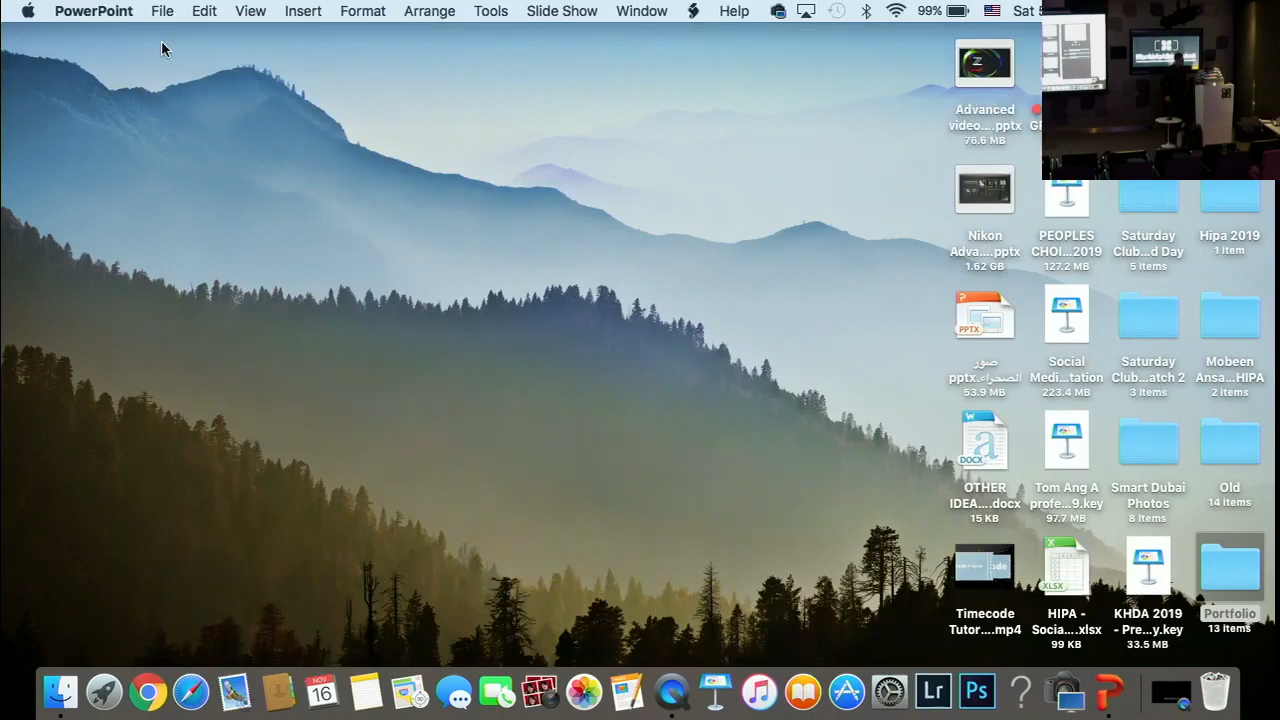 PowerPoint File Edit View Insert Format Arrange Tools Slide Show Window Help 99% Sat 5
Advanced
video....pptx
76.6 MB
Nikon
Adva....pptx
1.62 GB
PEOPLES
CHOI...2019
127.2 MB
Saturday
Club...d Day
5 items
Hipa 2019
1 item
PPTX
صور
الصحراء.pptx
53.9 MB
Social
Medi...tation
223.4 MB
Saturday
Club...atch 2
3 items
Mobeen
Ansa...HIPA
2 items
DOCX
OTHER
IDEA....docx
15 KB
Tom Ang A
profe...9.key
97.7 MB
Smart Dubai
Photos
8 items
Old
14 items
Timecode
Tutor....mp4
XLSX
HIPA -
Socia....xlsx
99 KB
KHDA 2019
- Pre...y.key
33.5 MB
Portfolio
13 items
NOV
16
Lr
Ps